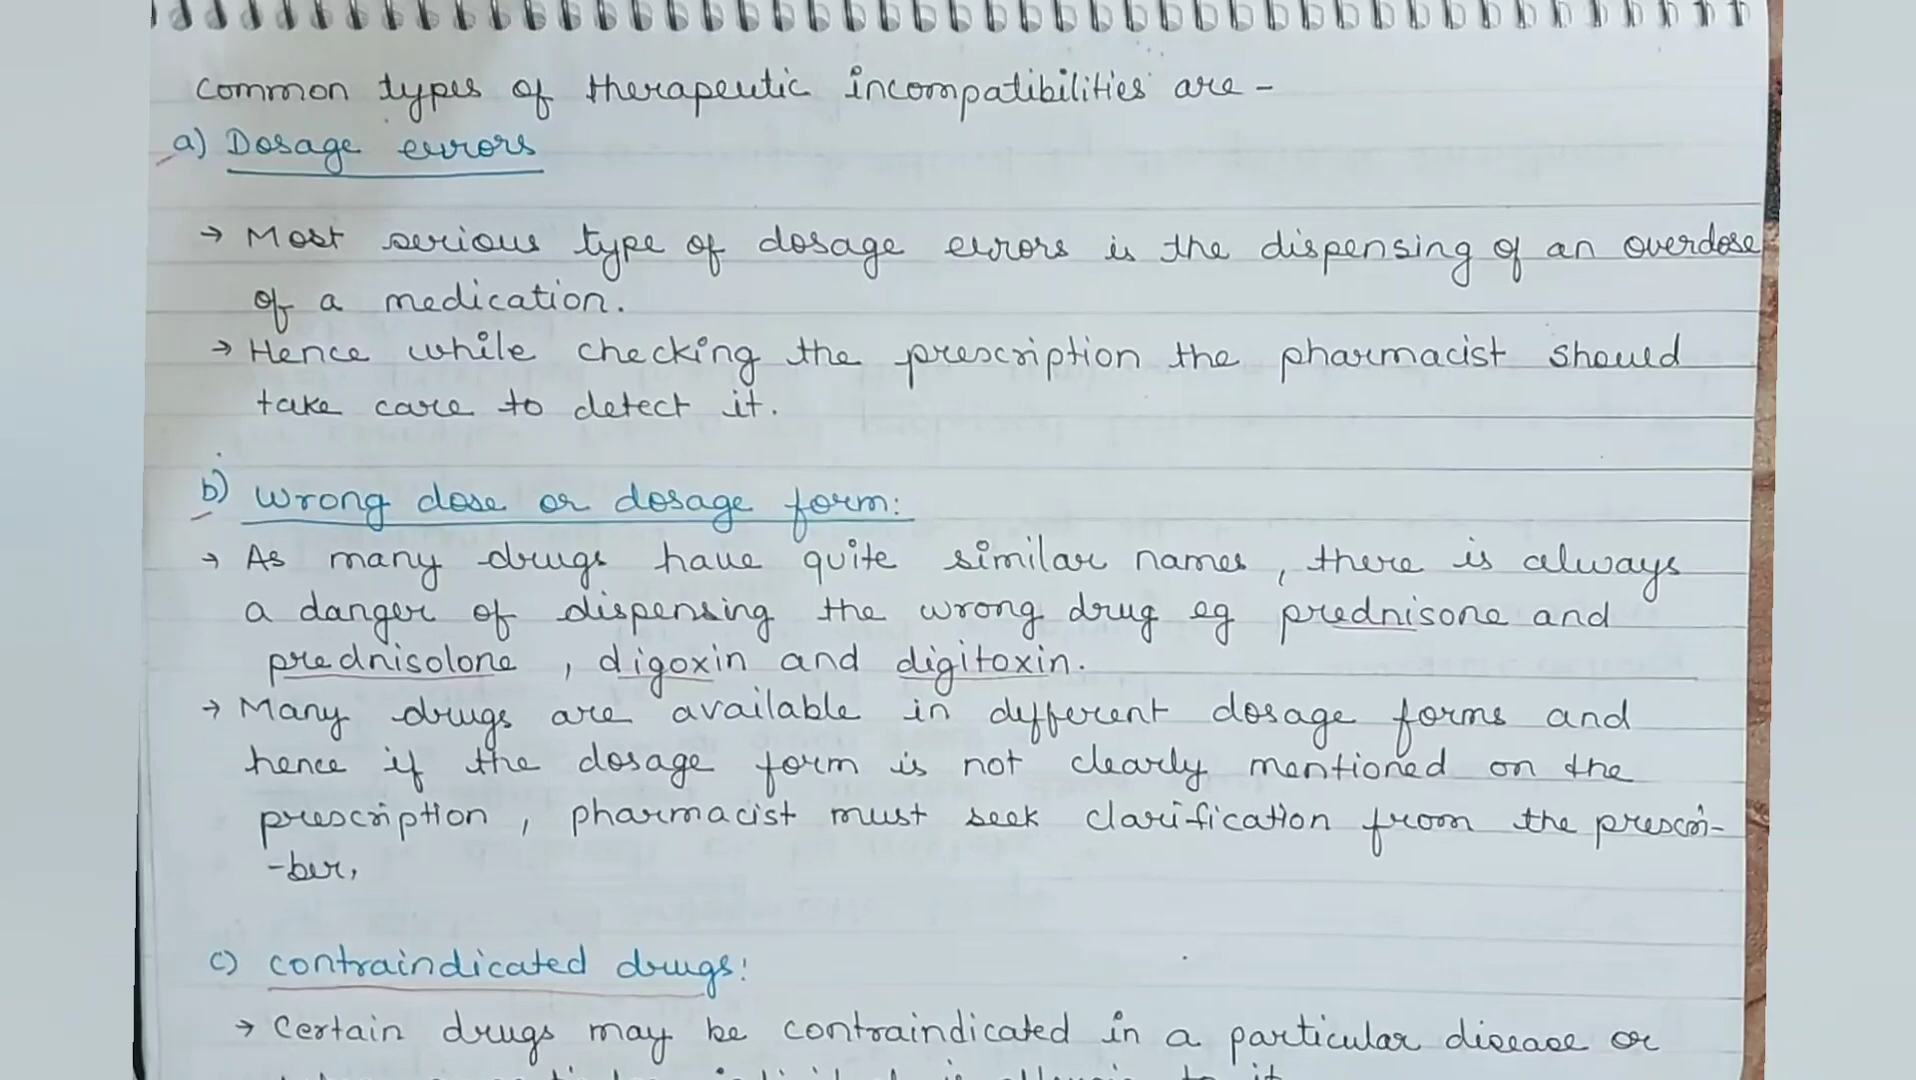 common types of therapeutic incompatibilities are -
a) Dosage errors
→ Most serious type of dosage errors is the dispensing of an overdose
of a medication.
→ Hence while checking the prescription the pharmacist should
take care to detect it.
b) wrong dose or dosage form:
→ As many drugs have quite similar names, there is always
a danger of dispensing the wrong drug eg prednisone and
prednisolone, digoxin and digitoxin.
→ Many drugs are available in different dosage forms and
hence if the dosage form is not clearly mentioned on the
prescription, pharmacist must seek clarification from the prescri-
-ber,
c) contraindicated drugs:
→ Certain drugs may be contraindicated in a particular disease or